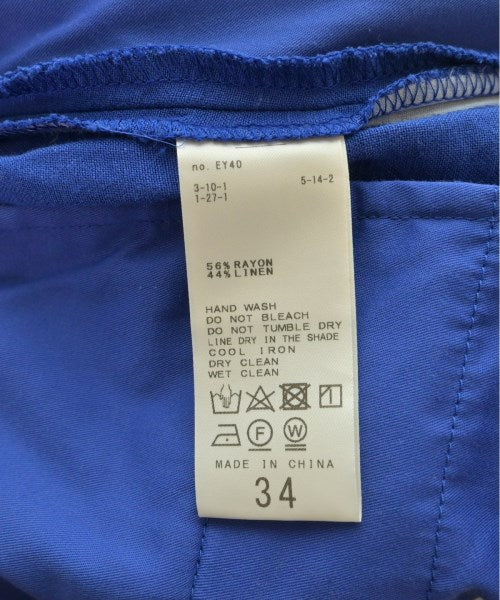 no. EY40
3-10-1 5-14-2
1-27-1
56% RAYON
44% LINEN
HAND WASH
DO NOT BLEACH
DO NOT TUMBLE DRY
LINE DRY IN THE SHADE
COOL IRON
DRY CLEAN
WET CLEAN
F W
MADE IN CHINA
34